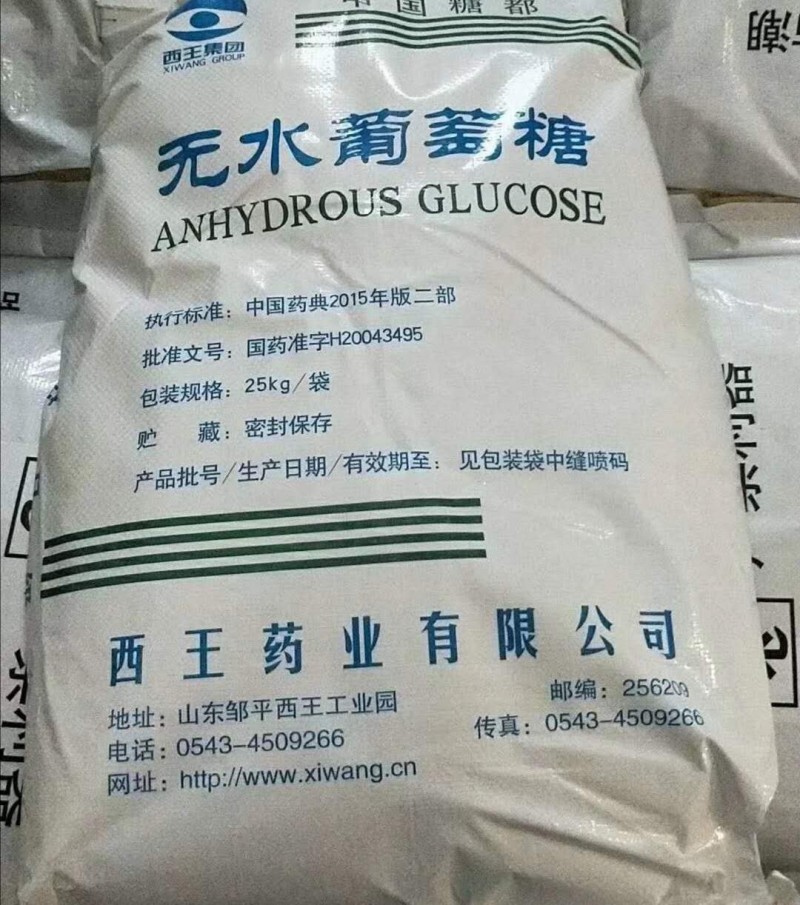 中国糖都
西王集团
XIWANG GROUP
无水葡萄糖
ANHYDROUS GLUCOSE
执行标准：中国药典2015年版二部
批准文号：国药准字H20043495
包装规格：25kg/袋
贮 藏：密封保存
产品批号/生产日期/有效期至：见包装袋中缝喷码
西王药业有限公司
地址：山东邹平西王工业园
邮编：256209
电话：0543-4509266
传真：0543-4509266
网址：http://www.xiwang.cn